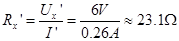 Rₓ' = Uₓ' / I' = 6V / 0.26A ≈ 23.1Ω